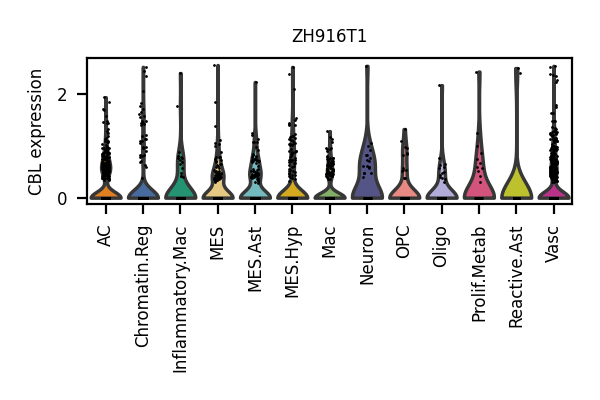 ZH916T1
CBL expression
2
0
AC
Chromatin.Reg
Inflammatory.Mac
MES
MES.Ast
MES.Hyp
Mac
Neuron
OPC
Oligo
Prolif.Metab
Reactive.Ast
Vasc